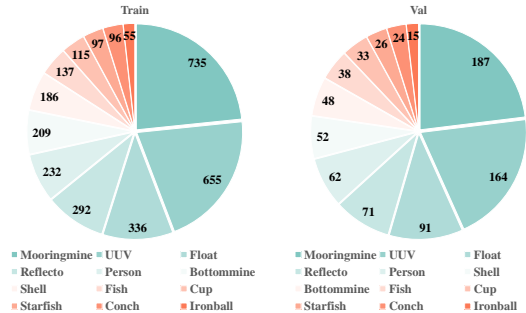 Train
Val
55
96
97
115
137
186
209
232
292
336
655
735
15
24
26
33
38
48
52
62
71
91
164
187
Mooringmine UUV Float
Reflecto Person Bottommine
Shell Fish Cup
Starfish Conch Ironball
Mooringmine UUV Float
Reflecto Person Shell
Bottommine Fish Cup
Starfish Conch Ironball